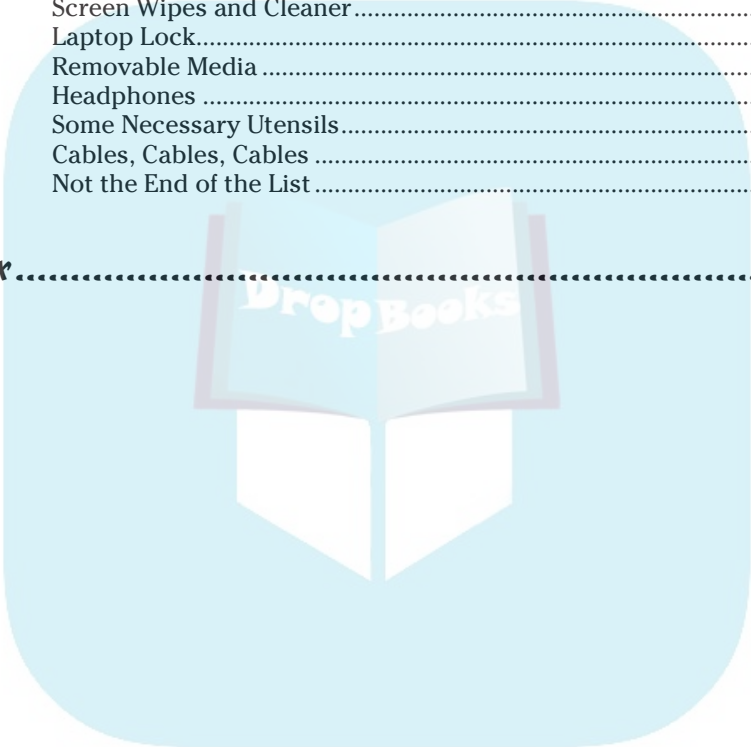 Screen Wipes and Cleaner........................................................................
Laptop Lock........................................................................
Removable Media........................................................................
Headphones........................................................................
Some Necessary Utensils........................................................................
Cables, Cables, Cables........................................................................
Not the End of the List........................................................................
DropBooks